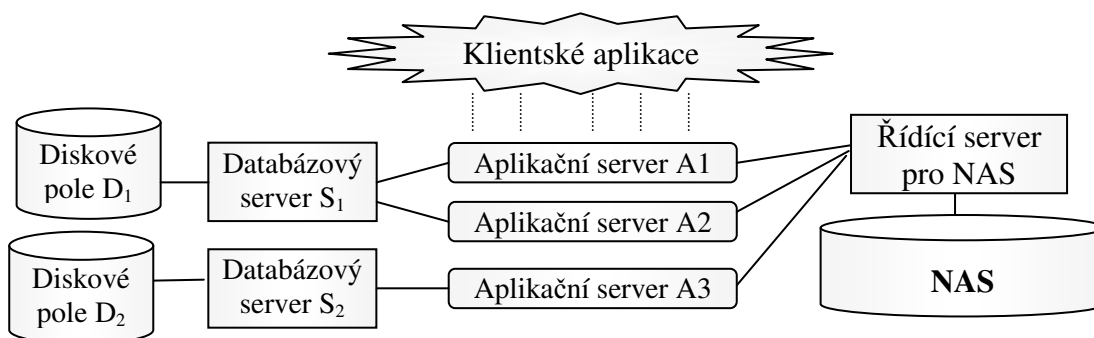 Klientské aplikace
Diskové
pole D₁
Databázový
server S₁
Aplikační server A1
Aplikační server A2
Řídící server
pro NAS
Diskové
pole D₂
Databázový
server S₂
Aplikační server A3
NAS